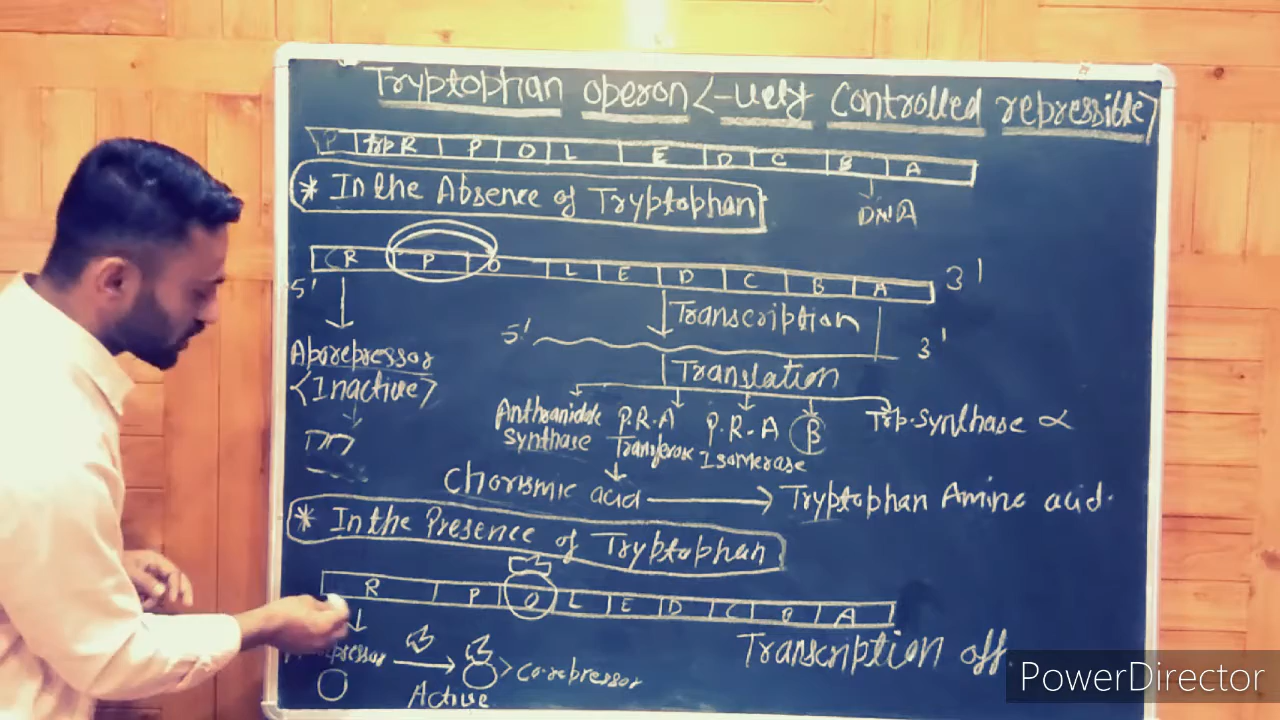 Tryptophan operon <-vely Controlled repressible>
P trp R P O L E D C B A
DNA
* In the Absence of Tryptophan
R P O L E D C B A
5' 3'
Transcription
5' 3'
Aporepressor
<Inactive>
Translation
Anthranidate synthase
P.R.A Transferase
P.R-A Isomerase
β
Trp. Synthase α
Chorismic acid → Tryptophan Amino acid.
* In the Presence of Tryptophan
R P O L E D C B A
Transcription off.
→ > Co-repressor
Active
PowerDirector